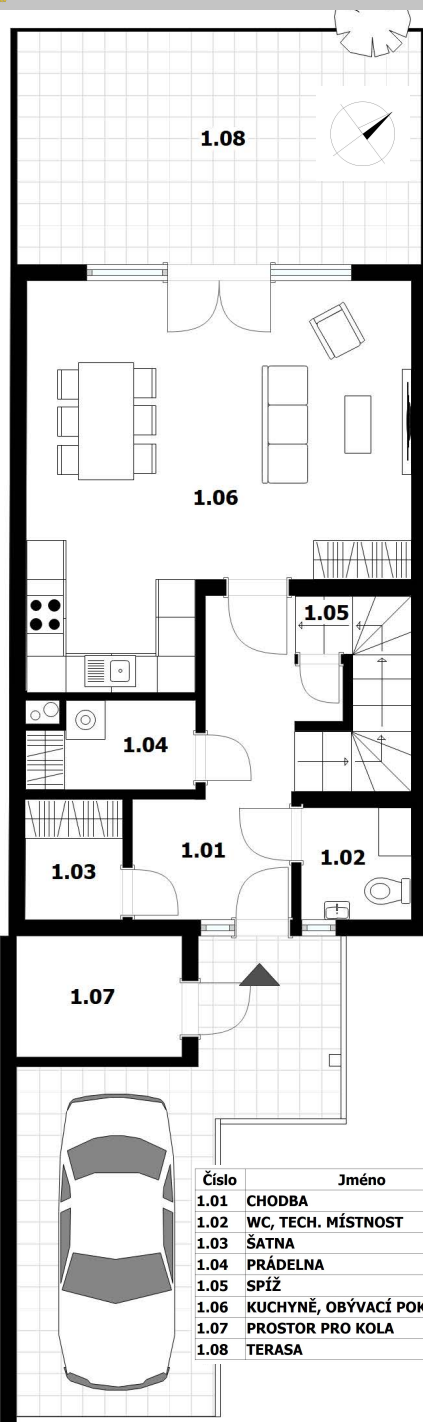 1.08
1.06
1.05
1.04
1.01
1.02
1.03
1.07
Číslo Jméno
1.01 CHODBA
1.02 WC, TECH. MÍSTNOST
1.03 ŠATNA
1.04 PRÁDELNA
1.05 SPÍŽ
1.06 KUCHYNĚ, OBÝVACÍ POK
1.07 PROSTOR PRO KOLA
1.08 TERASA